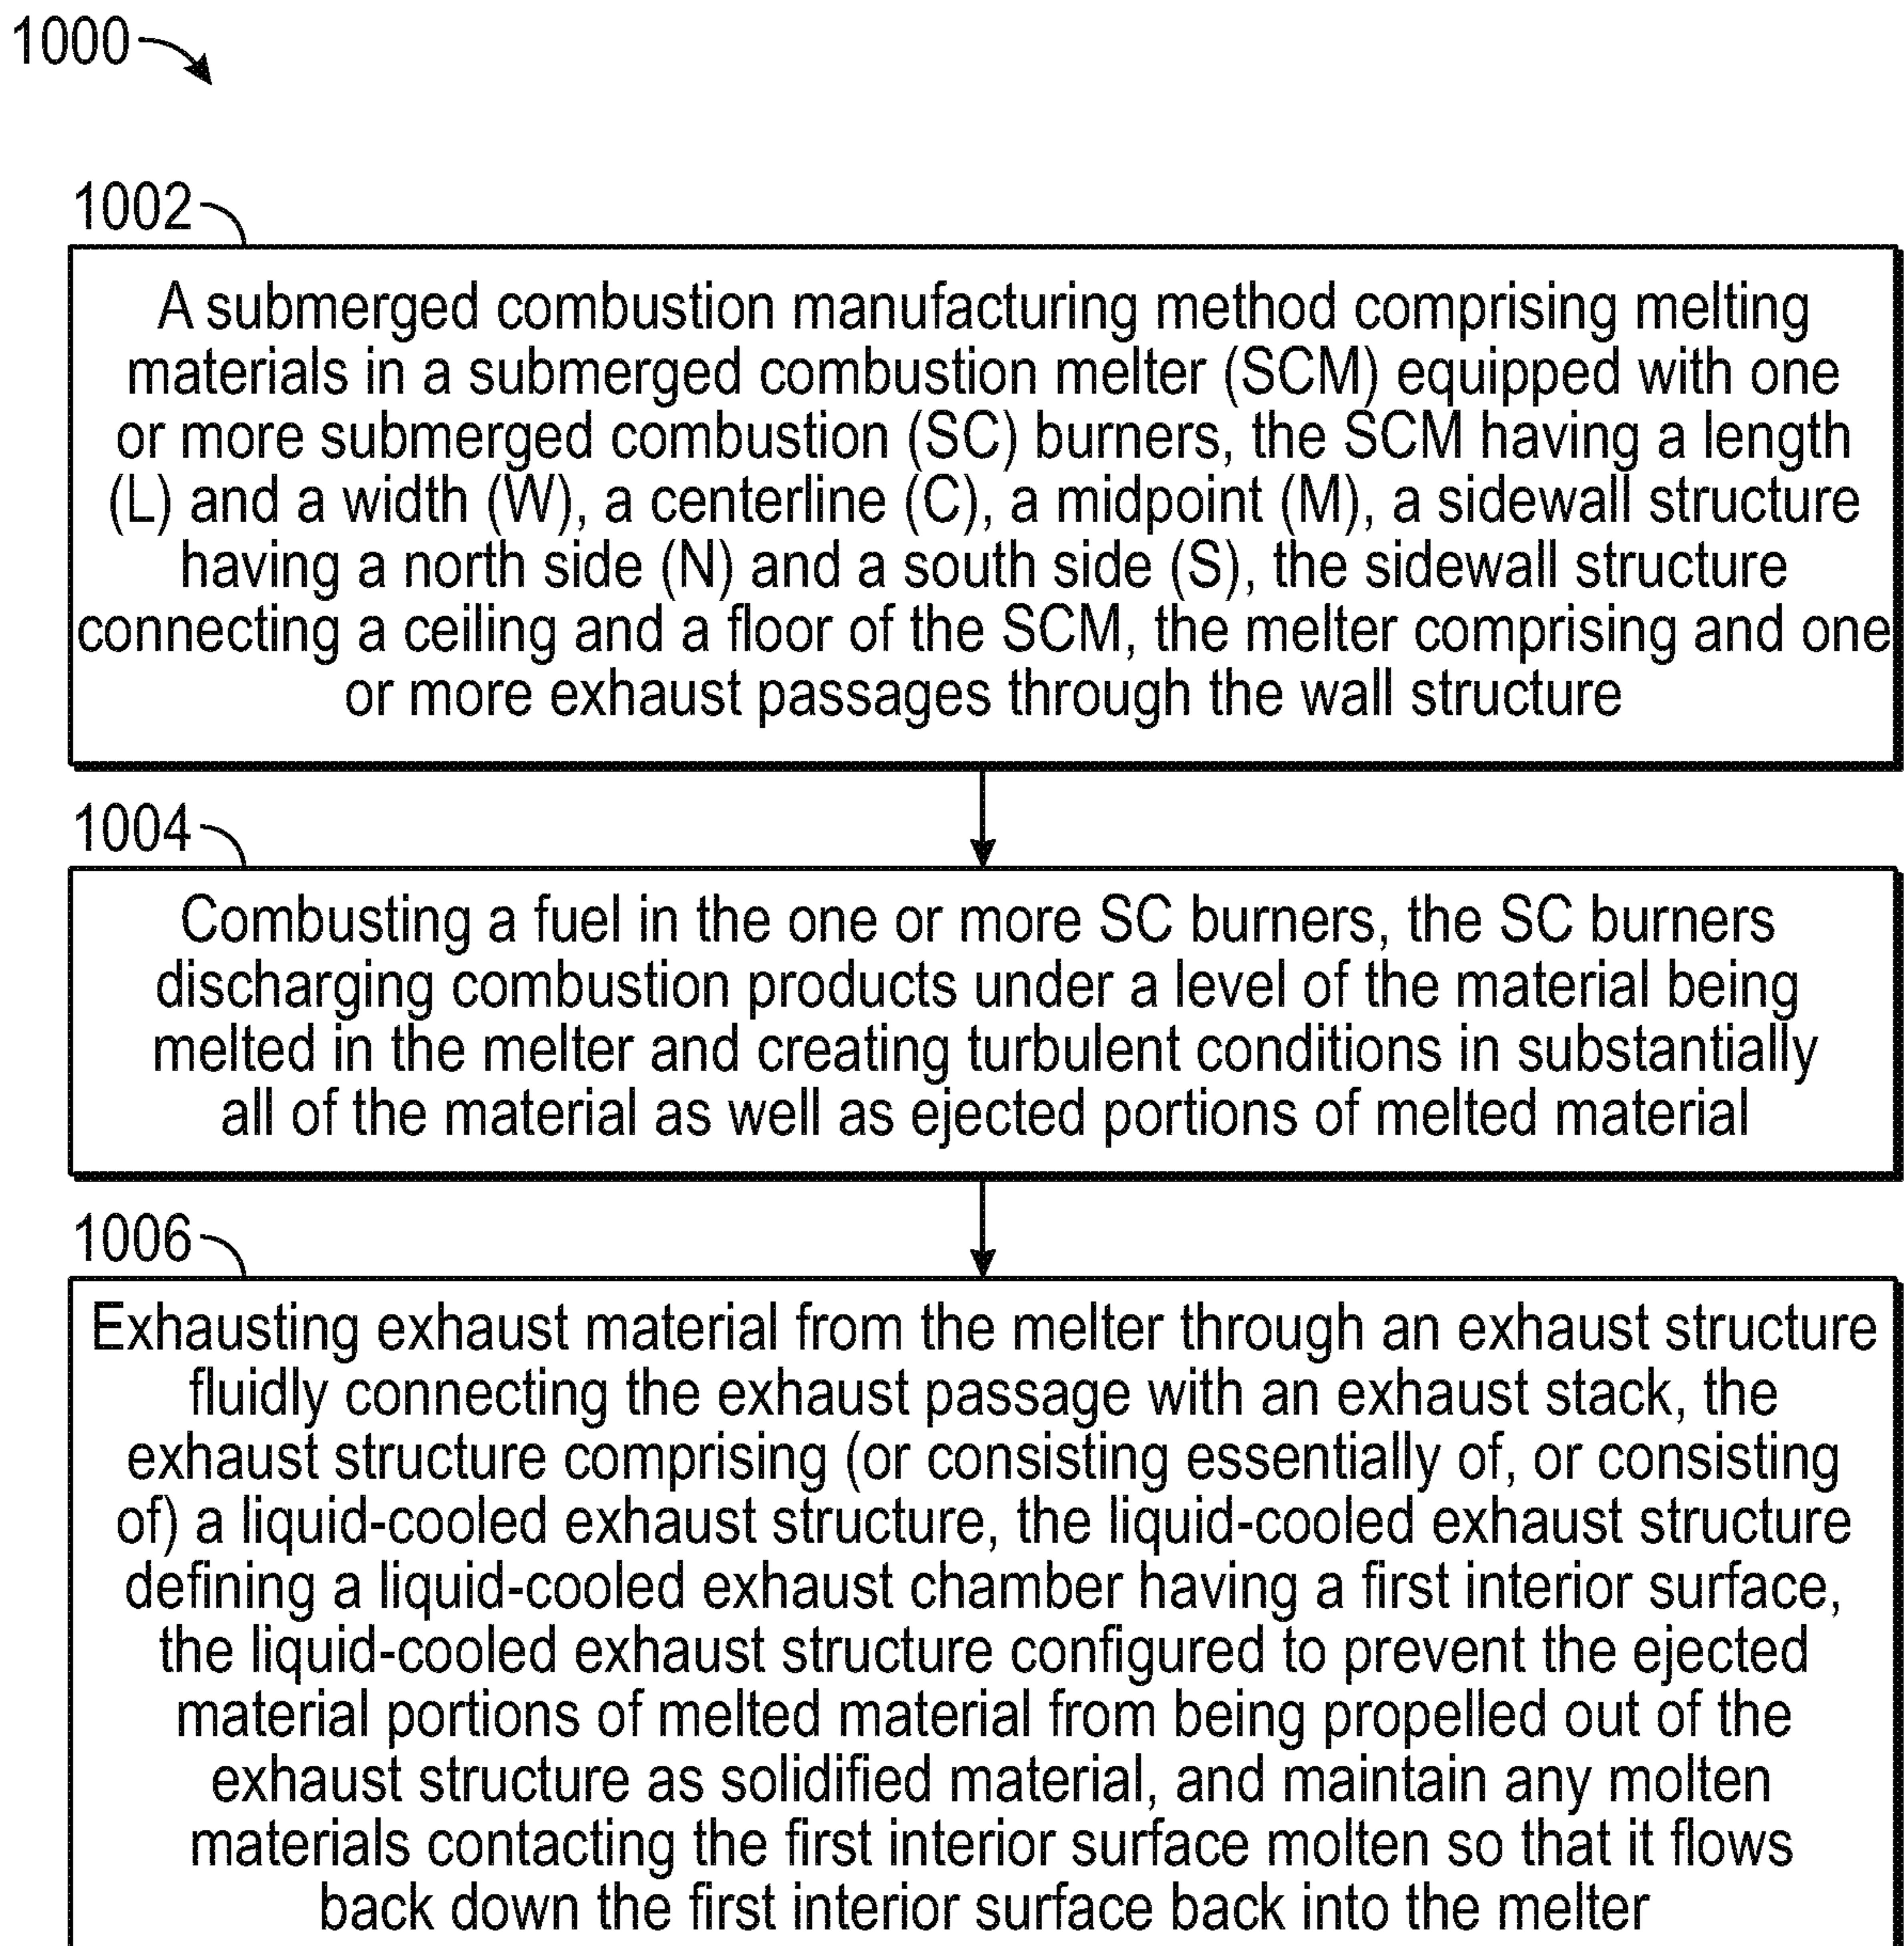 1000
1002
A submerged combustion manufacturing method comprising melting
materials in a submerged combustion melter (SCM) equipped with one
or more submerged combustion (SC) burners, the SCM having a length
(L) and a width (W), a centerline (C), a midpoint (M), a sidewall structure
having a north side (N) and a south side (S), the sidewall structure
connecting a ceiling and a floor of the SCM, the melter comprising and one
or more exhaust passages through the wall structure
1004
Combusting a fuel in the one or more SC burners, the SC burners
discharging combustion products under a level of the material being
melted in the melter and creating turbulent conditions in substantially
all of the material as well as ejected portions of melted material
1006
Exhausting exhaust material from the melter through an exhaust structure
fluidly connecting the exhaust passage with an exhaust stack, the
exhaust structure comprising (or consisting essentially of, or consisting
of) a liquid-cooled exhaust structure, the liquid-cooled exhaust structure
defining a liquid-cooled exhaust chamber having a first interior surface,
the liquid-cooled exhaust structure configured to prevent the ejected
material portions of melted material from being propelled out of the
exhaust structure as solidified material, and maintain any molten
materials contacting the first interior surface molten so that it flows
back down the first interior surface back into the melter